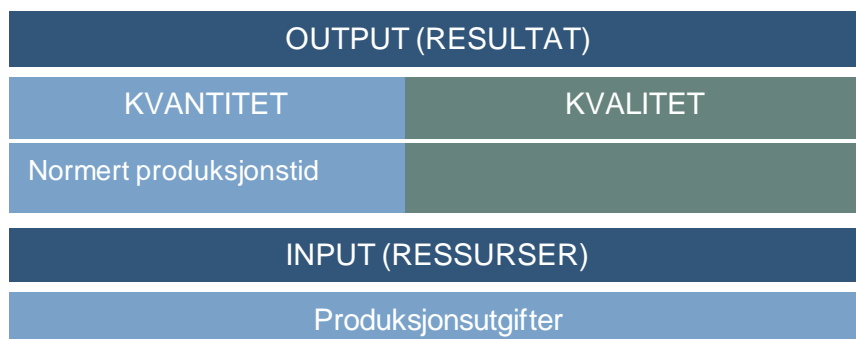 OUTPUT (RESULTAT)
KVANTITET
KVALITET
Normert produksjonstid
INPUT (RESSURSER)
Produksjonsutgifter